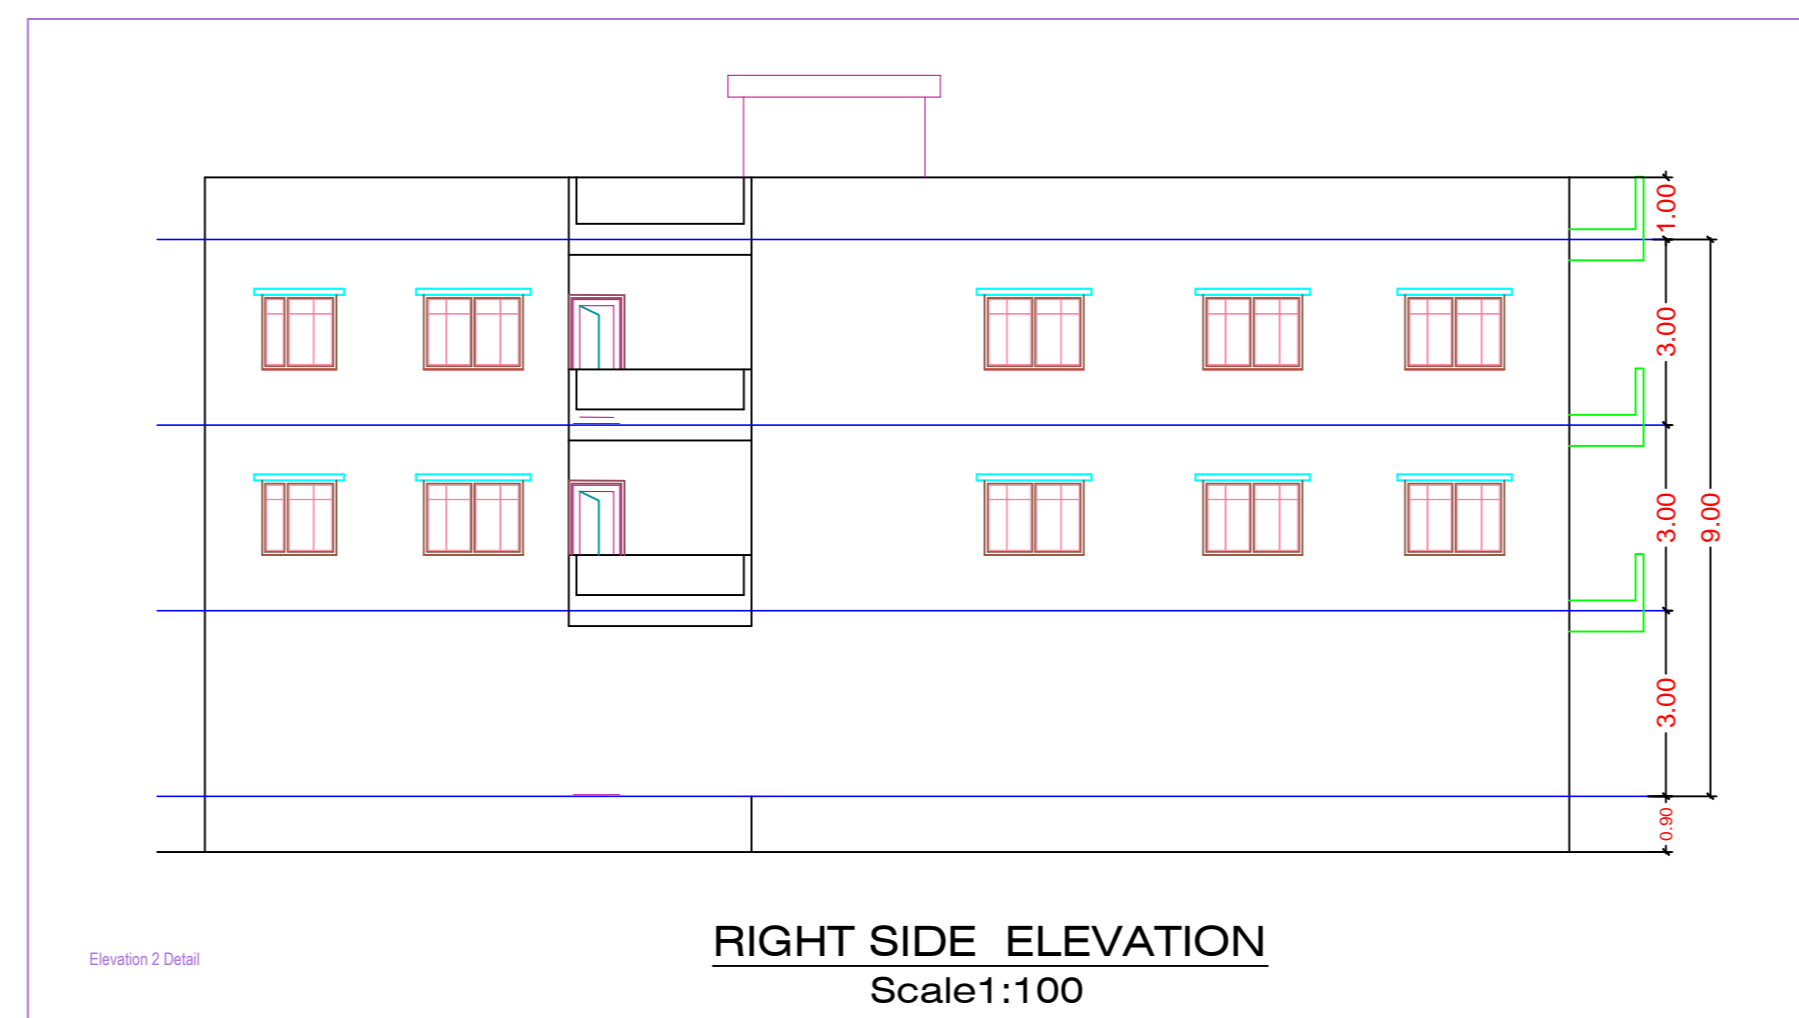 1.00
3.00
3.00
9.00
3.00
0.90
RIGHT SIDE ELEVATION
Elevation 2 Detail
Scale1:100